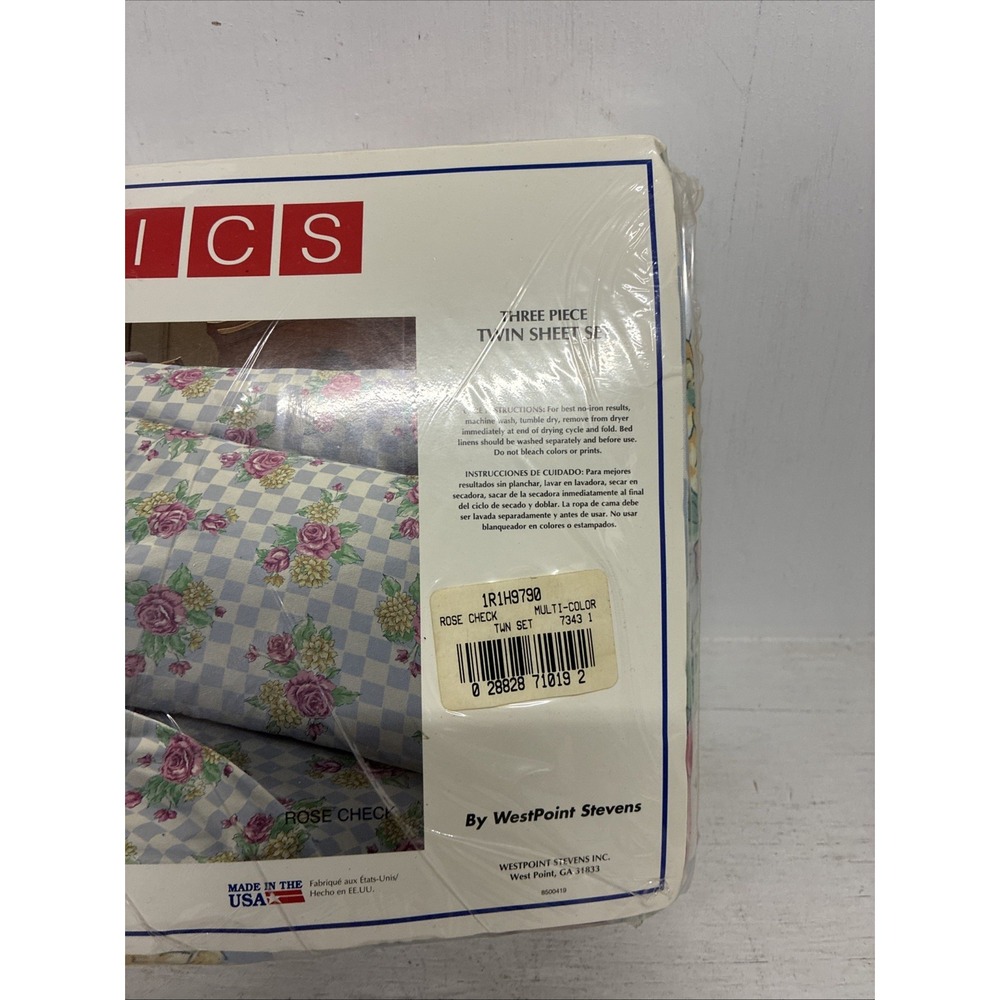 ICS
THREE PIECE
TWIN SHEET SET
INSTRUCTIONS: For best no-iron results,
machine wash, tumble dry, remove from dryer
immediately at end of drying cycle and fold. Bed
linens should be washed separately and before use.
Do not bleach colors or prints.
INSTRUCCIONES DE CUIDADO: Para mejores
resultados sin planchar, lavar en lavadora, secar en
secadora, sacar de la secadora inmediatamente al final
del ciclo de secado y doblar. La ropa de cama debe
ser lavada separadamente y antes de usar. No usar
blanqueador en colores o estampados.
1R1H9790
ROSE CHECK MULTI-COLOR
TWN SET 7343 1
0 28828 71019 2
ROSE CHECK
By WestPoint Stevens
WESTPOINT STEVENS INC.
West Point, GA 31833
8500419
MADE IN THE
USA
Fabriqué aux États-Unis/
Hecho en EE.UU.